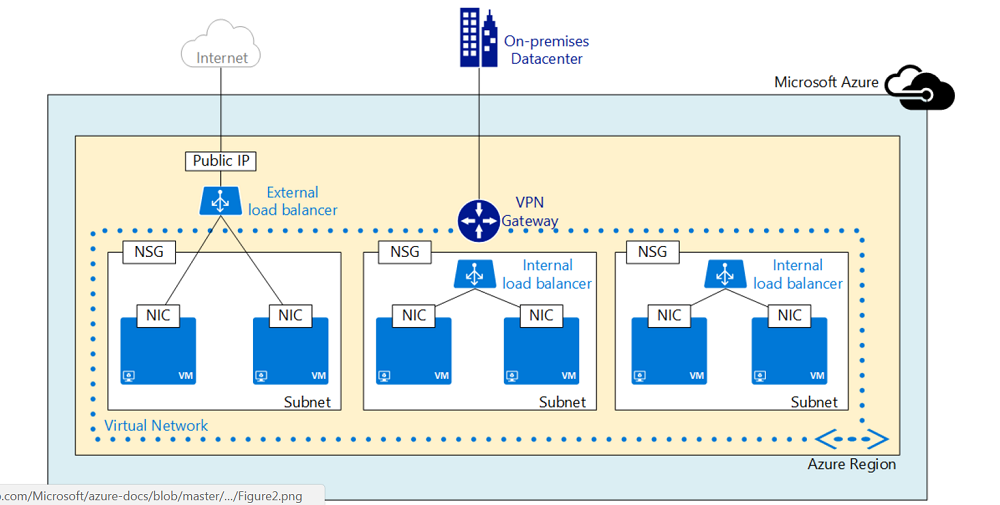 Internet
On-premises
Datacenter
Microsoft Azure
Public IP
External
load balancer
VPN
Gateway
NSG
NSG
Internal
load balancer
NSG
Internal
load balancer
NIC
NIC
NIC
NIC
NIC
NIC
VM
VM
VM
VM
VM
VM
Subnet
Subnet
Subnet
Virtual Network
Azure Region
.com/Microsoft/azure-docs/blob/master/.../Figure2.png